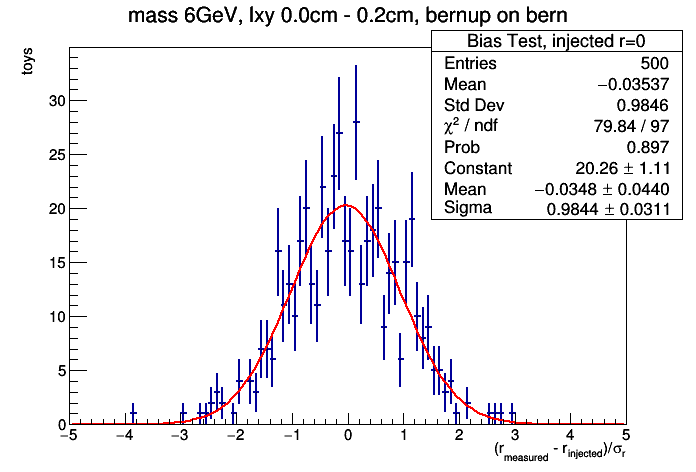 mass 6GeV, lxy 0.0cm - 0.2cm, bernup on bern
toys
Bias Test, injected r=0
Entries 500
Mean −0.03537
Std Dev 0.9846
χ² / ndf 79.84 / 97
Prob 0.897
Constant 20.26 ± 1.11
Mean −0.0348 ± 0.0440
Sigma 0.9844 ± 0.0311
30
25
20
15
10
5
0
−5 −4 −3 −2 −1 0 1 2 3 4 5
(r_measured - r_injected)/σ_r